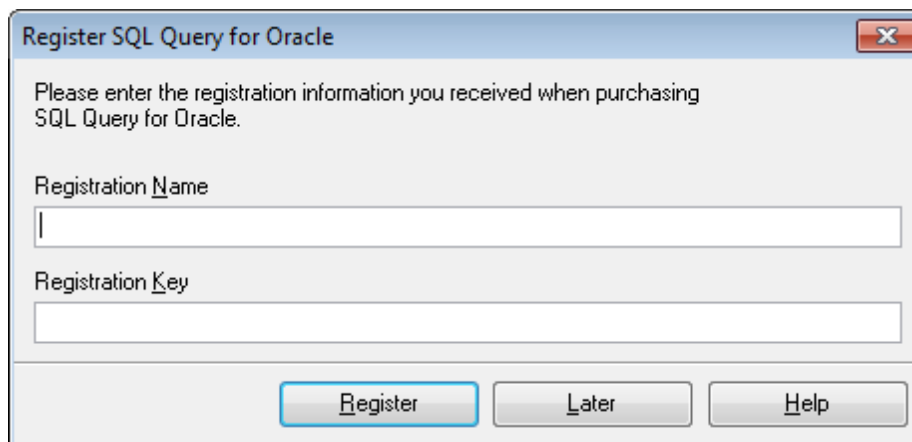 Register SQL Query for Oracle
Please enter the registration information you received when purchasing
SQL Query for Oracle.
Registration Name
Registration Key
Register Later Help